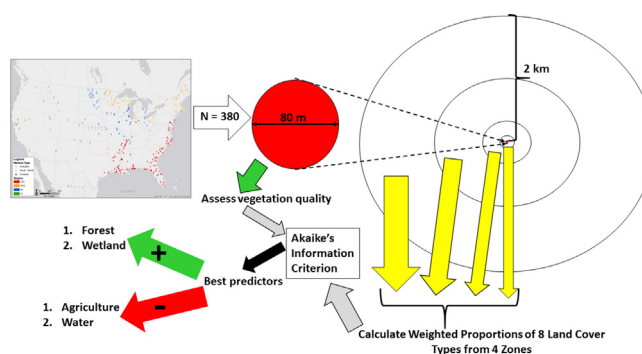 N = 380
80 m
2 km
Assess vegetation quality
Akaike's
Information
Criterion
Best predictors
1. Forest
2. Wetland
+
1. Agriculture
2. Water
-
Calculate Weighted Proportions of 8 Land Cover
Types from 4 Zones